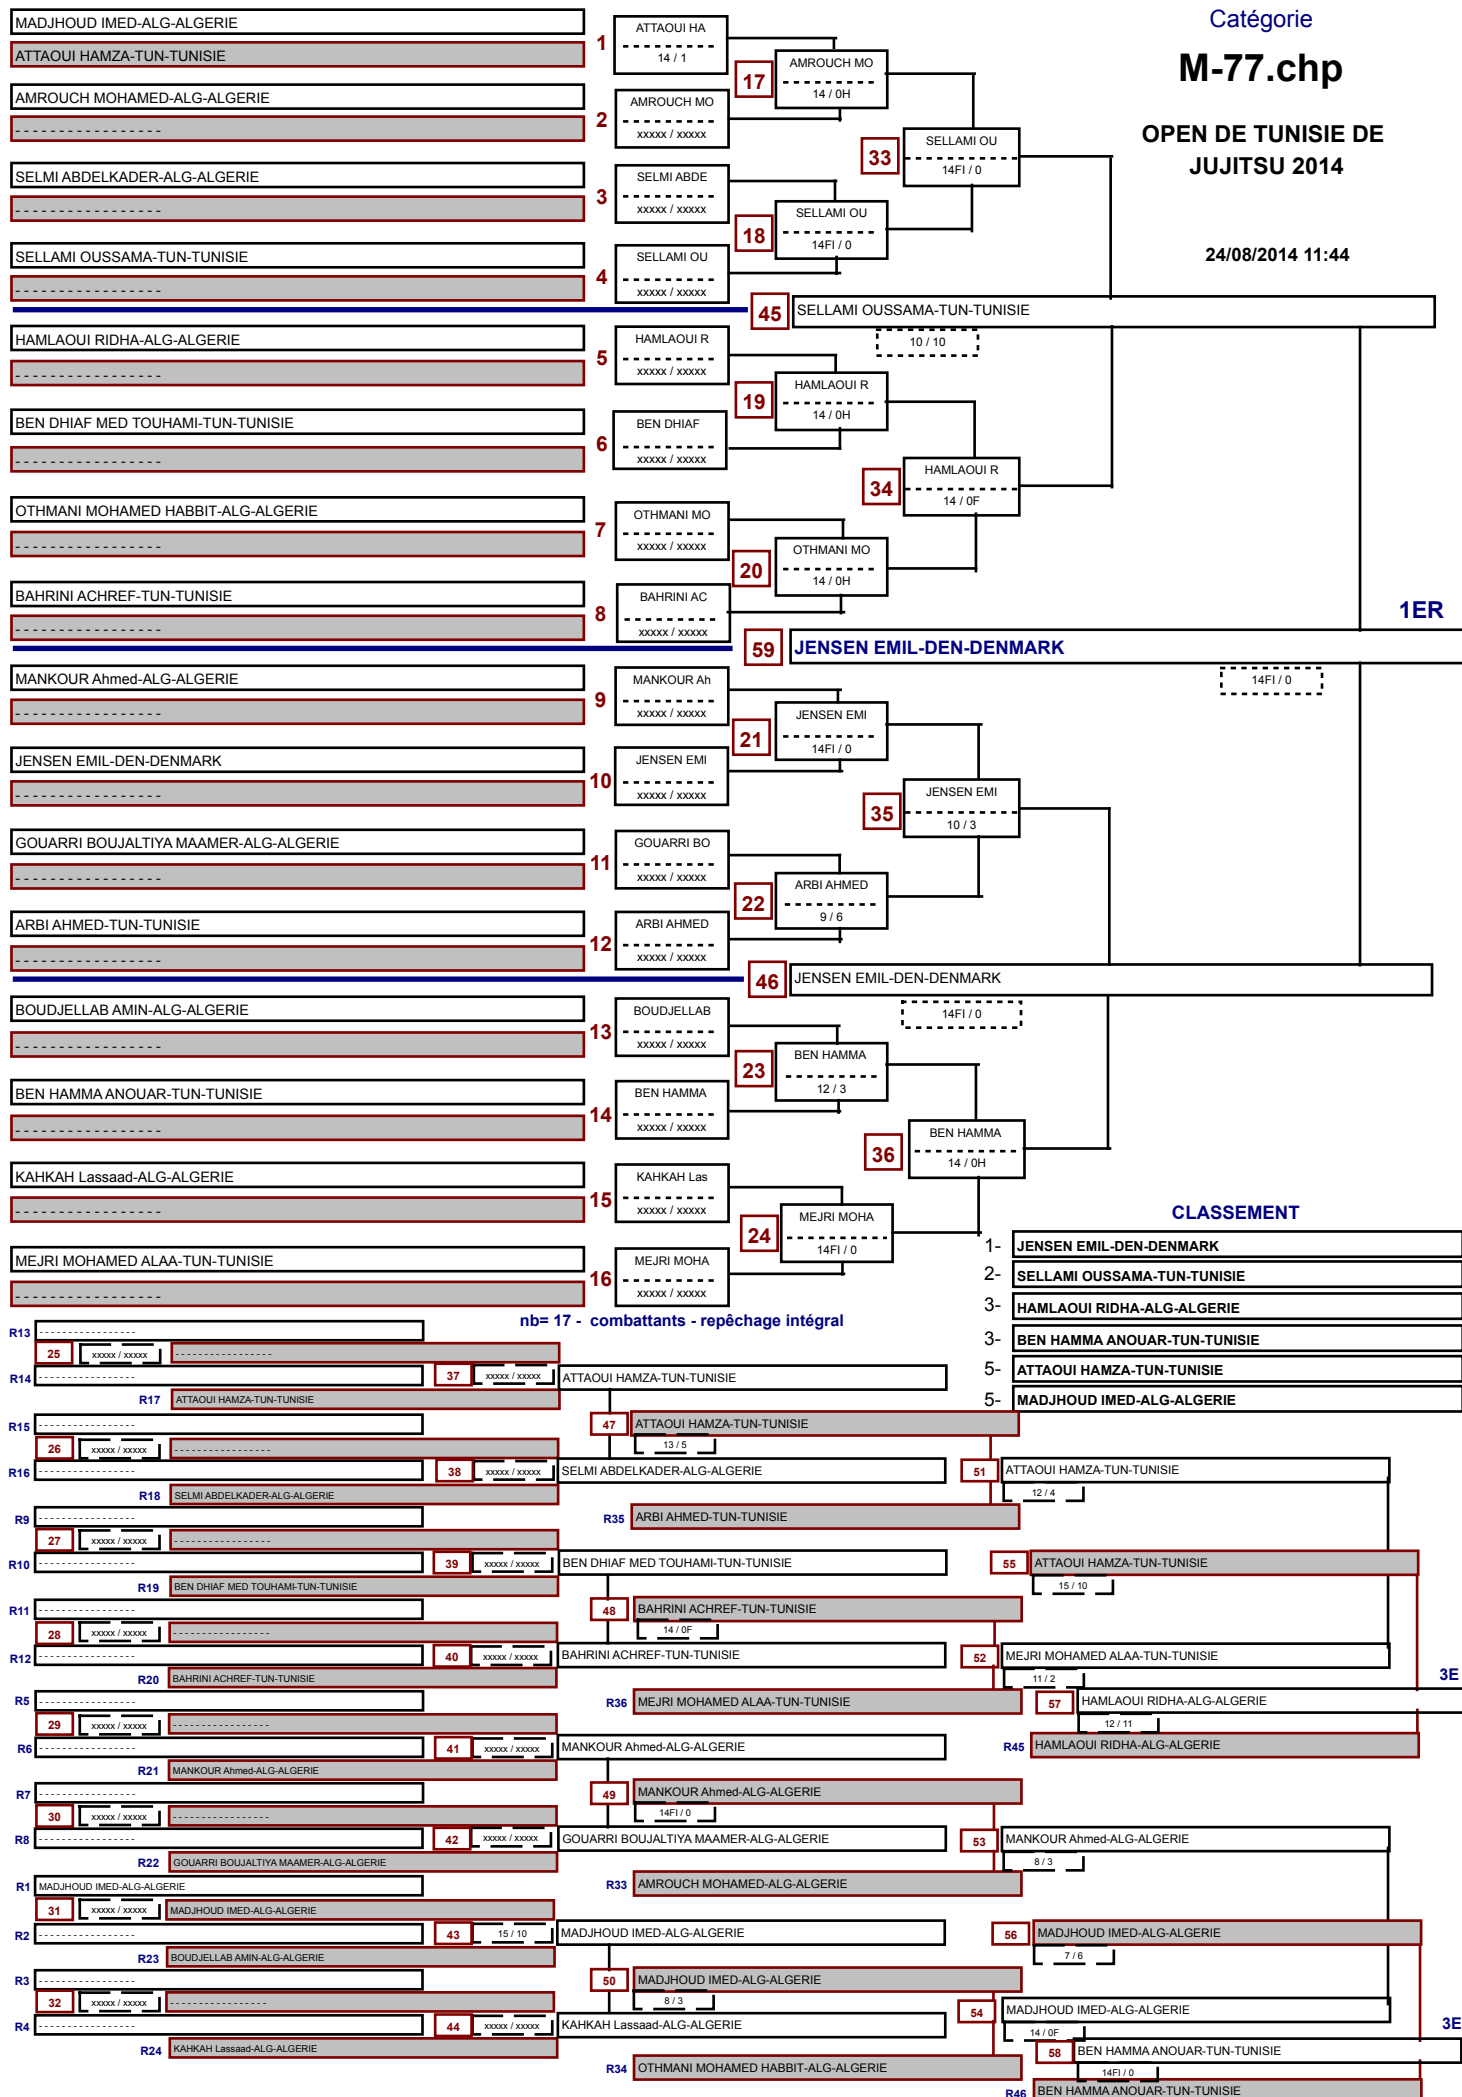 Catégorie
M-77.chp
OPEN DE TUNISIE DE
JUJITSU 2014
24/08/2014 11:44
MADJHOUD IMED-ALG-ALGERIE
ATTAOUI HAMZA-TUN-TUNISIE
1
ATTAOUI HA
14 / 1
AMROUCH MOHAMED-ALG-ALGERIE
- - - - - - - - - - - - - - - - -
2
AMROUCH MO
xxxxx / xxxxx
17
AMROUCH MO
14 / 0H
SELMI ABDELKADER-ALG-ALGERIE
- - - - - - - - - - - - - - - - -
3
SELMI ABDE
xxxxx / xxxxx
SELLAMI OUSSAMA-TUN-TUNISIE
- - - - - - - - - - - - - - - - -
4
SELLAMI OU
xxxxx / xxxxx
18
SELLAMI OU
14FI / 0
33
SELLAMI OU
14FI / 0
45
SELLAMI OUSSAMA-TUN-TUNISIE
10 / 10
HAMLAOUI RIDHA-ALG-ALGERIE
- - - - - - - - - - - - - - - - -
5
HAMLAOUI R
xxxxx / xxxxx
BEN DHIAF MED TOUHAMI-TUN-TUNISIE
- - - - - - - - - - - - - - - - -
6
BEN DHIAF
xxxxx / xxxxx
19
HAMLAOUI R
14 / 0H
OTHMANI MOHAMED HABBIT-ALG-ALGERIE
- - - - - - - - - - - - - - - - -
7
OTHMANI MO
xxxxx / xxxxx
BAHRINI ACHREF-TUN-TUNISIE
- - - - - - - - - - - - - - - - -
8
BAHRINI AC
xxxxx / xxxxx
20
OTHMANI MO
14 / 0H
34
HAMLAOUI R
14 / 0F
1ER
59
JENSEN EMIL-DEN-DENMARK
14FI / 0
MANKOUR Ahmed-ALG-ALGERIE
- - - - - - - - - - - - - - - - -
9
MANKOUR Ah
xxxxx / xxxxx
JENSEN EMIL-DEN-DENMARK
- - - - - - - - - - - - - - - - -
10
JENSEN EMI
xxxxx / xxxxx
21
JENSEN EMI
14FI / 0
GOUARRI BOUJALTIYA MAAMER-ALG-ALGERIE
- - - - - - - - - - - - - - - - -
11
GOUARRI BO
xxxxx / xxxxx
ARBI AHMED-TUN-TUNISIE
- - - - - - - - - - - - - - - - -
12
ARBI AHMED
xxxxx / xxxxx
22
ARBI AHMED
9 / 6
35
JENSEN EMI
10 / 3
46
JENSEN EMIL-DEN-DENMARK
14FI / 0
BOUDJELLAB AMIN-ALG-ALGERIE
- - - - - - - - - - - - - - - - -
13
BOUDJELLAB
xxxxx / xxxxx
BEN HAMMA ANOUAR-TUN-TUNISIE
- - - - - - - - - - - - - - - - -
14
BEN HAMMA
xxxxx / xxxxx
23
BEN HAMMA
12 / 3
KAHKAH Lassaad-ALG-ALGERIE
- - - - - - - - - - - - - - - - -
15
KAHKAH Las
xxxxx / xxxxx
MEJRI MOHAMED ALAA-TUN-TUNISIE
- - - - - - - - - - - - - - - - -
16
MEJRI MOHA
xxxxx / xxxxx
24
MEJRI MOHA
14FI / 0
36
BEN HAMMA
14 / 0H
CLASSEMENT
1- JENSEN EMIL-DEN-DENMARK
2- SELLAMI OUSSAMA-TUN-TUNISIE
3- HAMLAOUI RIDHA-ALG-ALGERIE
3- BEN HAMMA ANOUAR-TUN-TUNISIE
5- ATTAOUI HAMZA-TUN-TUNISIE
5- MADJHOUD IMED-ALG-ALGERIE
nb= 17 - combattants - repêchage intégral
R13 ----------------
25 xxxxx / xxxxx ----------------
R14 ----------------
37 xxxxx / xxxxx ATTAOUI HAMZA-TUN-TUNISIE
R17 ATTAOUI HAMZA-TUN-TUNISIE
R15 ----------------
47 ATTAOUI HAMZA-TUN-TUNISIE
13 / 5
26 xxxxx / xxxxx ----------------
R16 ----------------
38 xxxxx / xxxxx SELMI ABDELKADER-ALG-ALGERIE
51 ATTAOUI HAMZA-TUN-TUNISIE
12 / 4
R18 SELMI ABDELKADER-ALG-ALGERIE
R9 ----------------
R35 ARBI AHMED-TUN-TUNISIE
27 xxxxx / xxxxx ----------------
R10 ----------------
39 xxxxx / xxxxx BEN DHIAF MED TOUHAMI-TUN-TUNISIE
55 ATTAOUI HAMZA-TUN-TUNISIE
15 / 10
R19 BEN DHIAF MED TOUHAMI-TUN-TUNISIE
R11 ----------------
48 BAHRINI ACHREF-TUN-TUNISIE
14 / 0F
28 xxxxx / xxxxx ----------------
R12 ----------------
40 xxxxx / xxxxx BAHRINI ACHREF-TUN-TUNISIE
52 MEJRI MOHAMED ALAA-TUN-TUNISIE
11 / 2
R20 BAHRINI ACHREF-TUN-TUNISIE
3E
R5 ----------------
R36 MEJRI MOHAMED ALAA-TUN-TUNISIE
57 HAMLAOUI RIDHA-ALG-ALGERIE
12 / 11
29 xxxxx / xxxxx ----------------
R6 ----------------
41 xxxxx / xxxxx MANKOUR Ahmed-ALG-ALGERIE
R45 HAMLAOUI RIDHA-ALG-ALGERIE
R21 MANKOUR Ahmed-ALG-ALGERIE
R7 ----------------
49 MANKOUR Ahmed-ALG-ALGERIE
14FI / 0
30 xxxxx / xxxxx ----------------
R8 ----------------
42 xxxxx / xxxxx GOUARRI BOUJALTIYA MAAMER-ALG-ALGERIE
53 MANKOUR Ahmed-ALG-ALGERIE
8 / 3
R22 GOUARRI BOUJALTIYA MAAMER-ALG-ALGERIE
R1 MADJHOUD IMED-ALG-ALGERIE
R33 AMROUCH MOHAMED-ALG-ALGERIE
31 xxxxx / xxxxx MADJHOUD IMED-ALG-ALGERIE
R2 ----------------
43 15 / 10 MADJHOUD IMED-ALG-ALGERIE
56 MADJHOUD IMED-ALG-ALGERIE
7 / 6
R23 BOUDJELLAB AMIN-ALG-ALGERIE
R3 ----------------
50 MADJHOUD IMED-ALG-ALGERIE
8 / 3
32 xxxxx / xxxxx ----------------
R4 ----------------
44 xxxxx / xxxxx KAHKAH Lassaad-ALG-ALGERIE
54 MADJHOUD IMED-ALG-ALGERIE
14 / 0F
3E
R24 KAHKAH Lassaad-ALG-ALGERIE
58 BEN HAMMA ANOUAR-TUN-TUNISIE
14FI / 0
R34 OTHMANI MOHAMED HABBIT-ALG-ALGERIE
R46 BEN HAMMA ANOUAR-TUN-TUNISIE